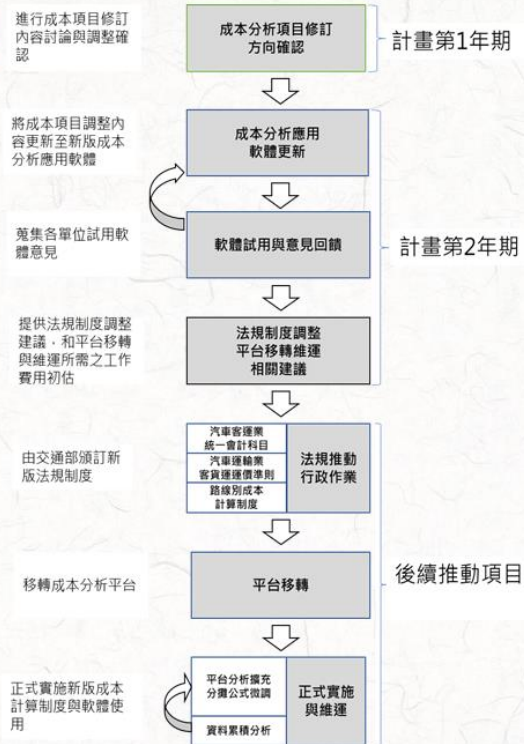 進行成本項目修訂
內容討論與調整確
認
成本分析項目修訂
方向確認
計畫第1年期
將成本項目調整內
容更新至新版成本
分析應用軟體
成本分析應用
軟體更新
蒐集各單位試用軟
體意見
軟體試用與意見回饋
計畫第2年期
提供法規制度調整
建議，和平台移轉
與維運所需之工作
費用初估
法規制度調整
平台移轉維運
相關建議
由交通部頒訂新
版法規制度
汽車客運業
統一會計科目
汽車運輸業
客貨運運價準則
路線別成本
計算制度
法規推動
行政作業
移轉成本分析平台
平台移轉
後續推動項目
正式實施新版成本
計算制度與軟體使
用
平台分析擴充
分攤公式微調
資料累積分析
正式實施
與維運